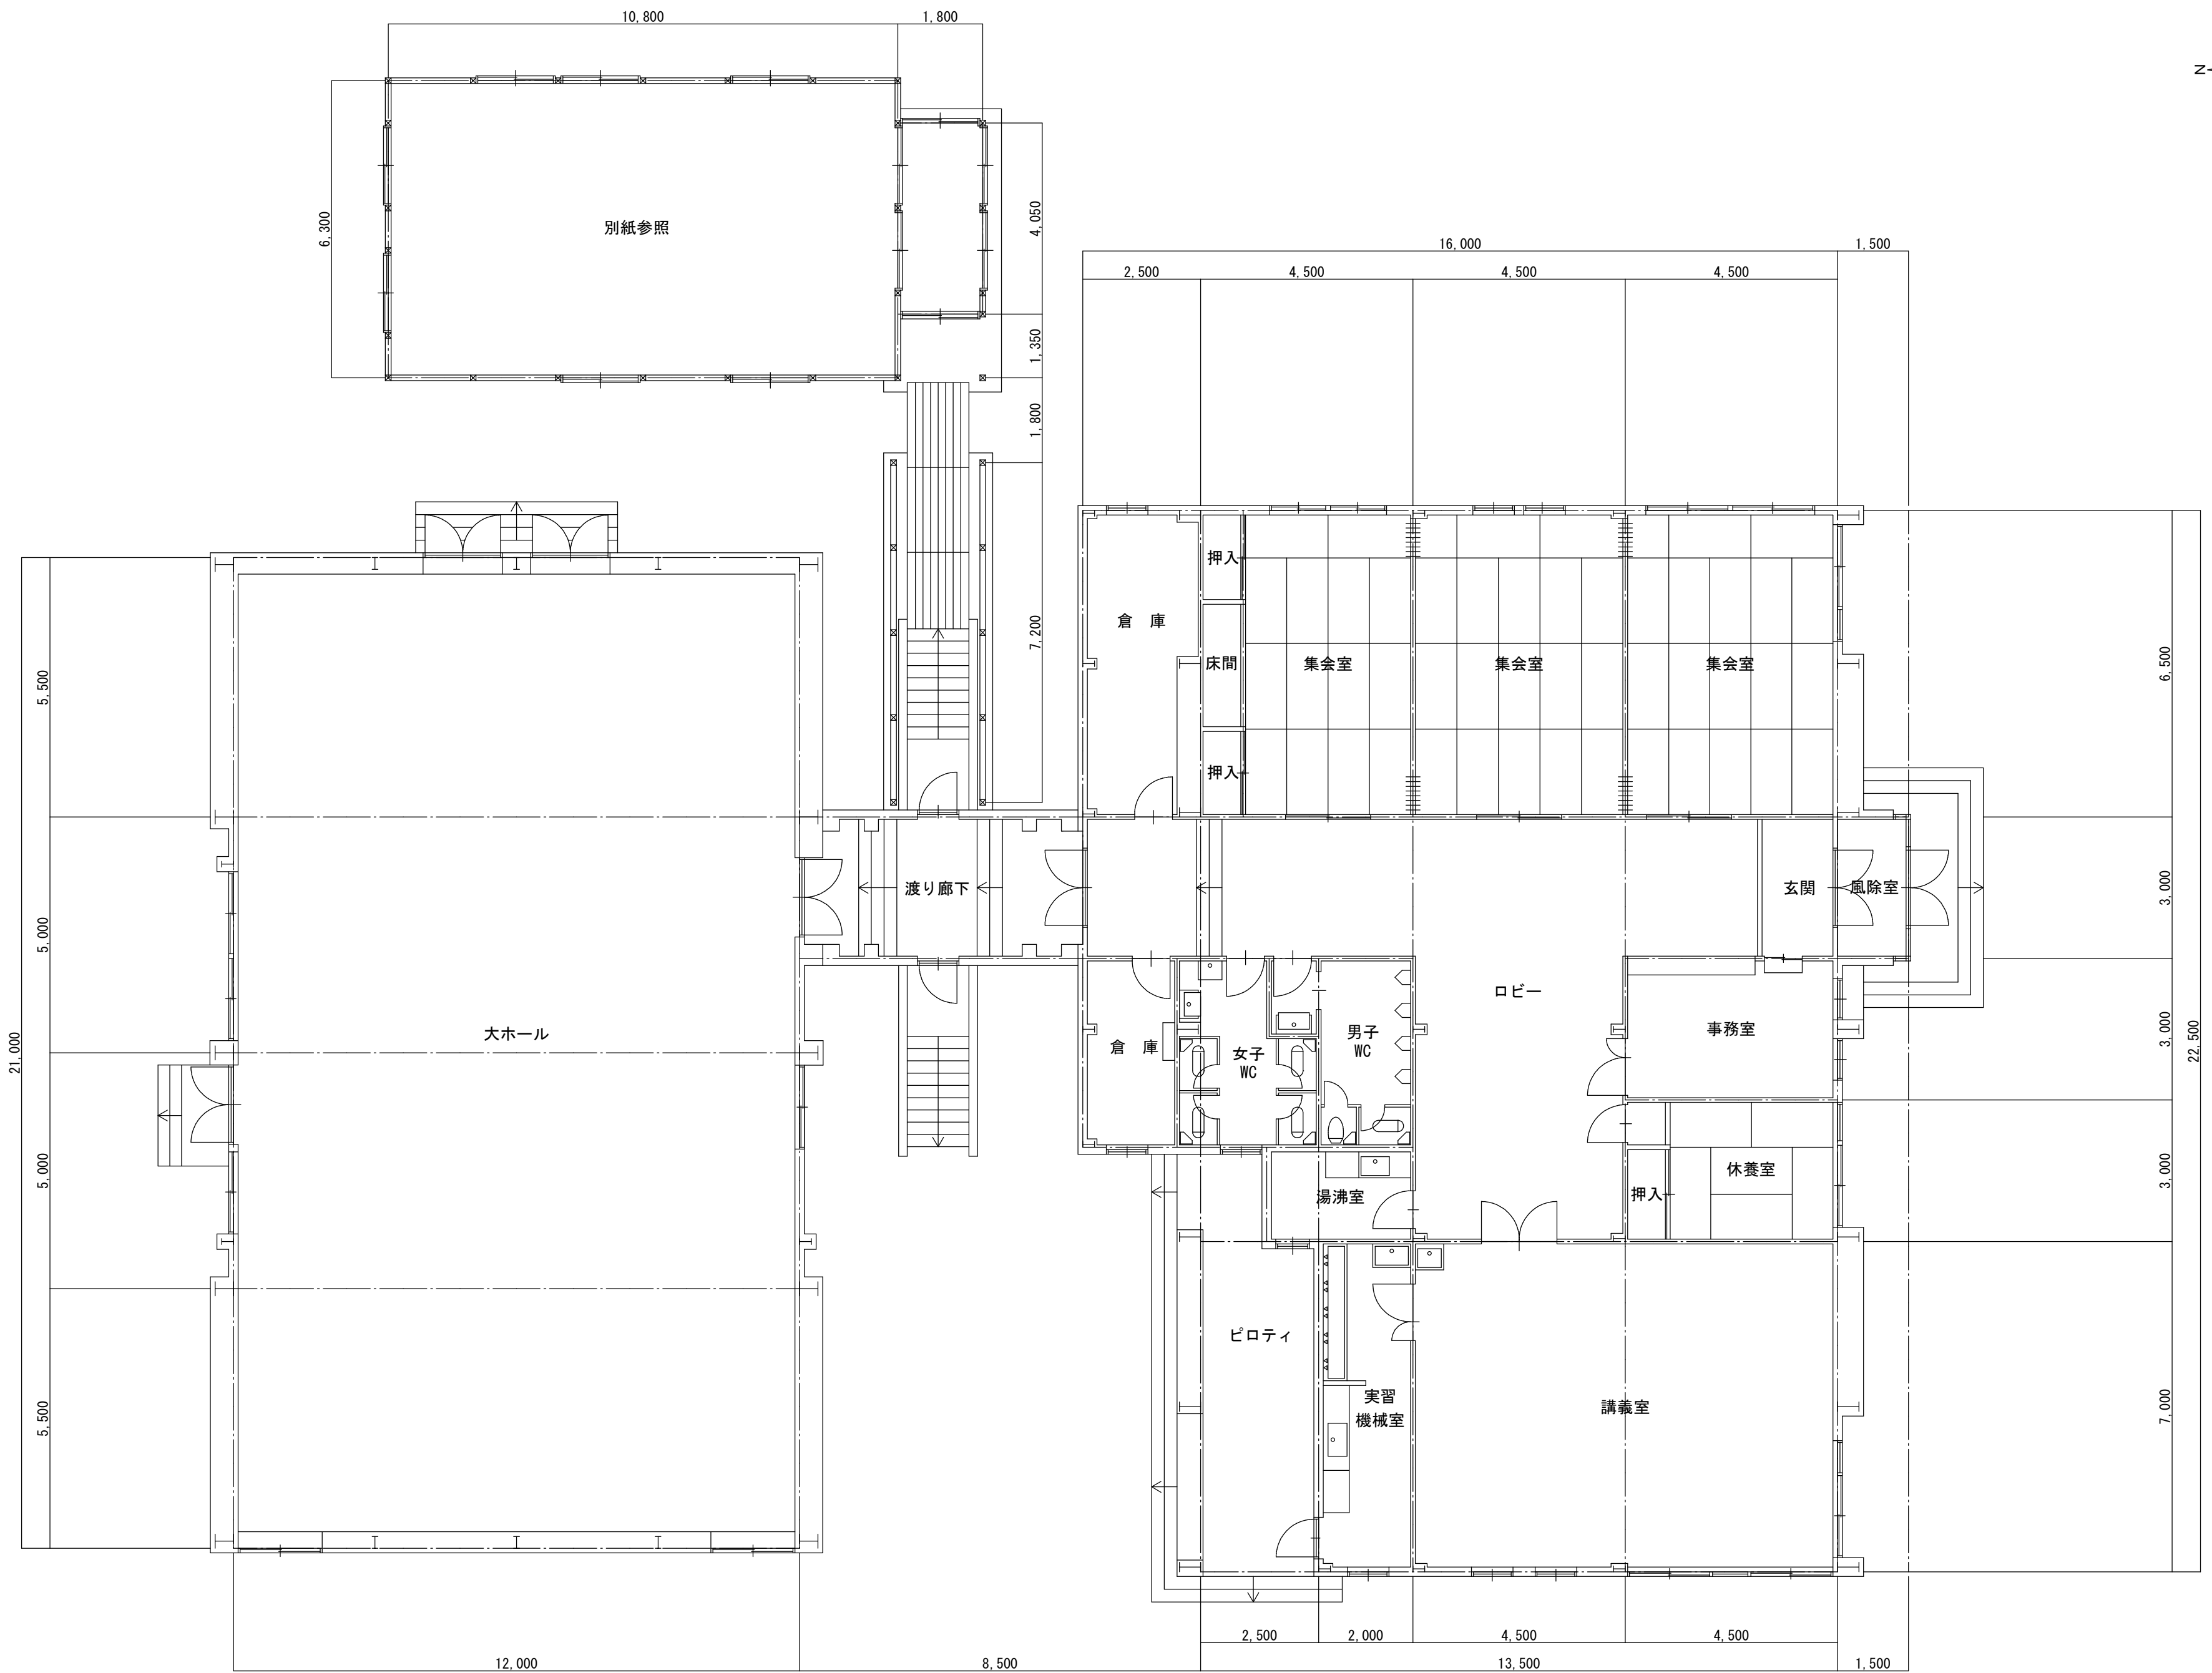 10,800
1,800
N
6,300
別紙参照
4,050
1,350
1,800
7,200
16,000
1,500
2,500
4,500
4,500
4,500
押入
倉　庫
床間
集会室
集会室
集会室
押入
6,500
5,500
渡り廊下
玄関
風除室
3,000
5,000
ロビー
大ホール
倉　庫
女子
WC
男子
WC
事務室
3,000
21,000
22,500
5,000
湯沸室
押入
休養室
3,000
ピロティ
実習
機械室
講義室
7,000
5,500
2,500
2,000
4,500
4,500
12,000
8,500
13,500
1,500